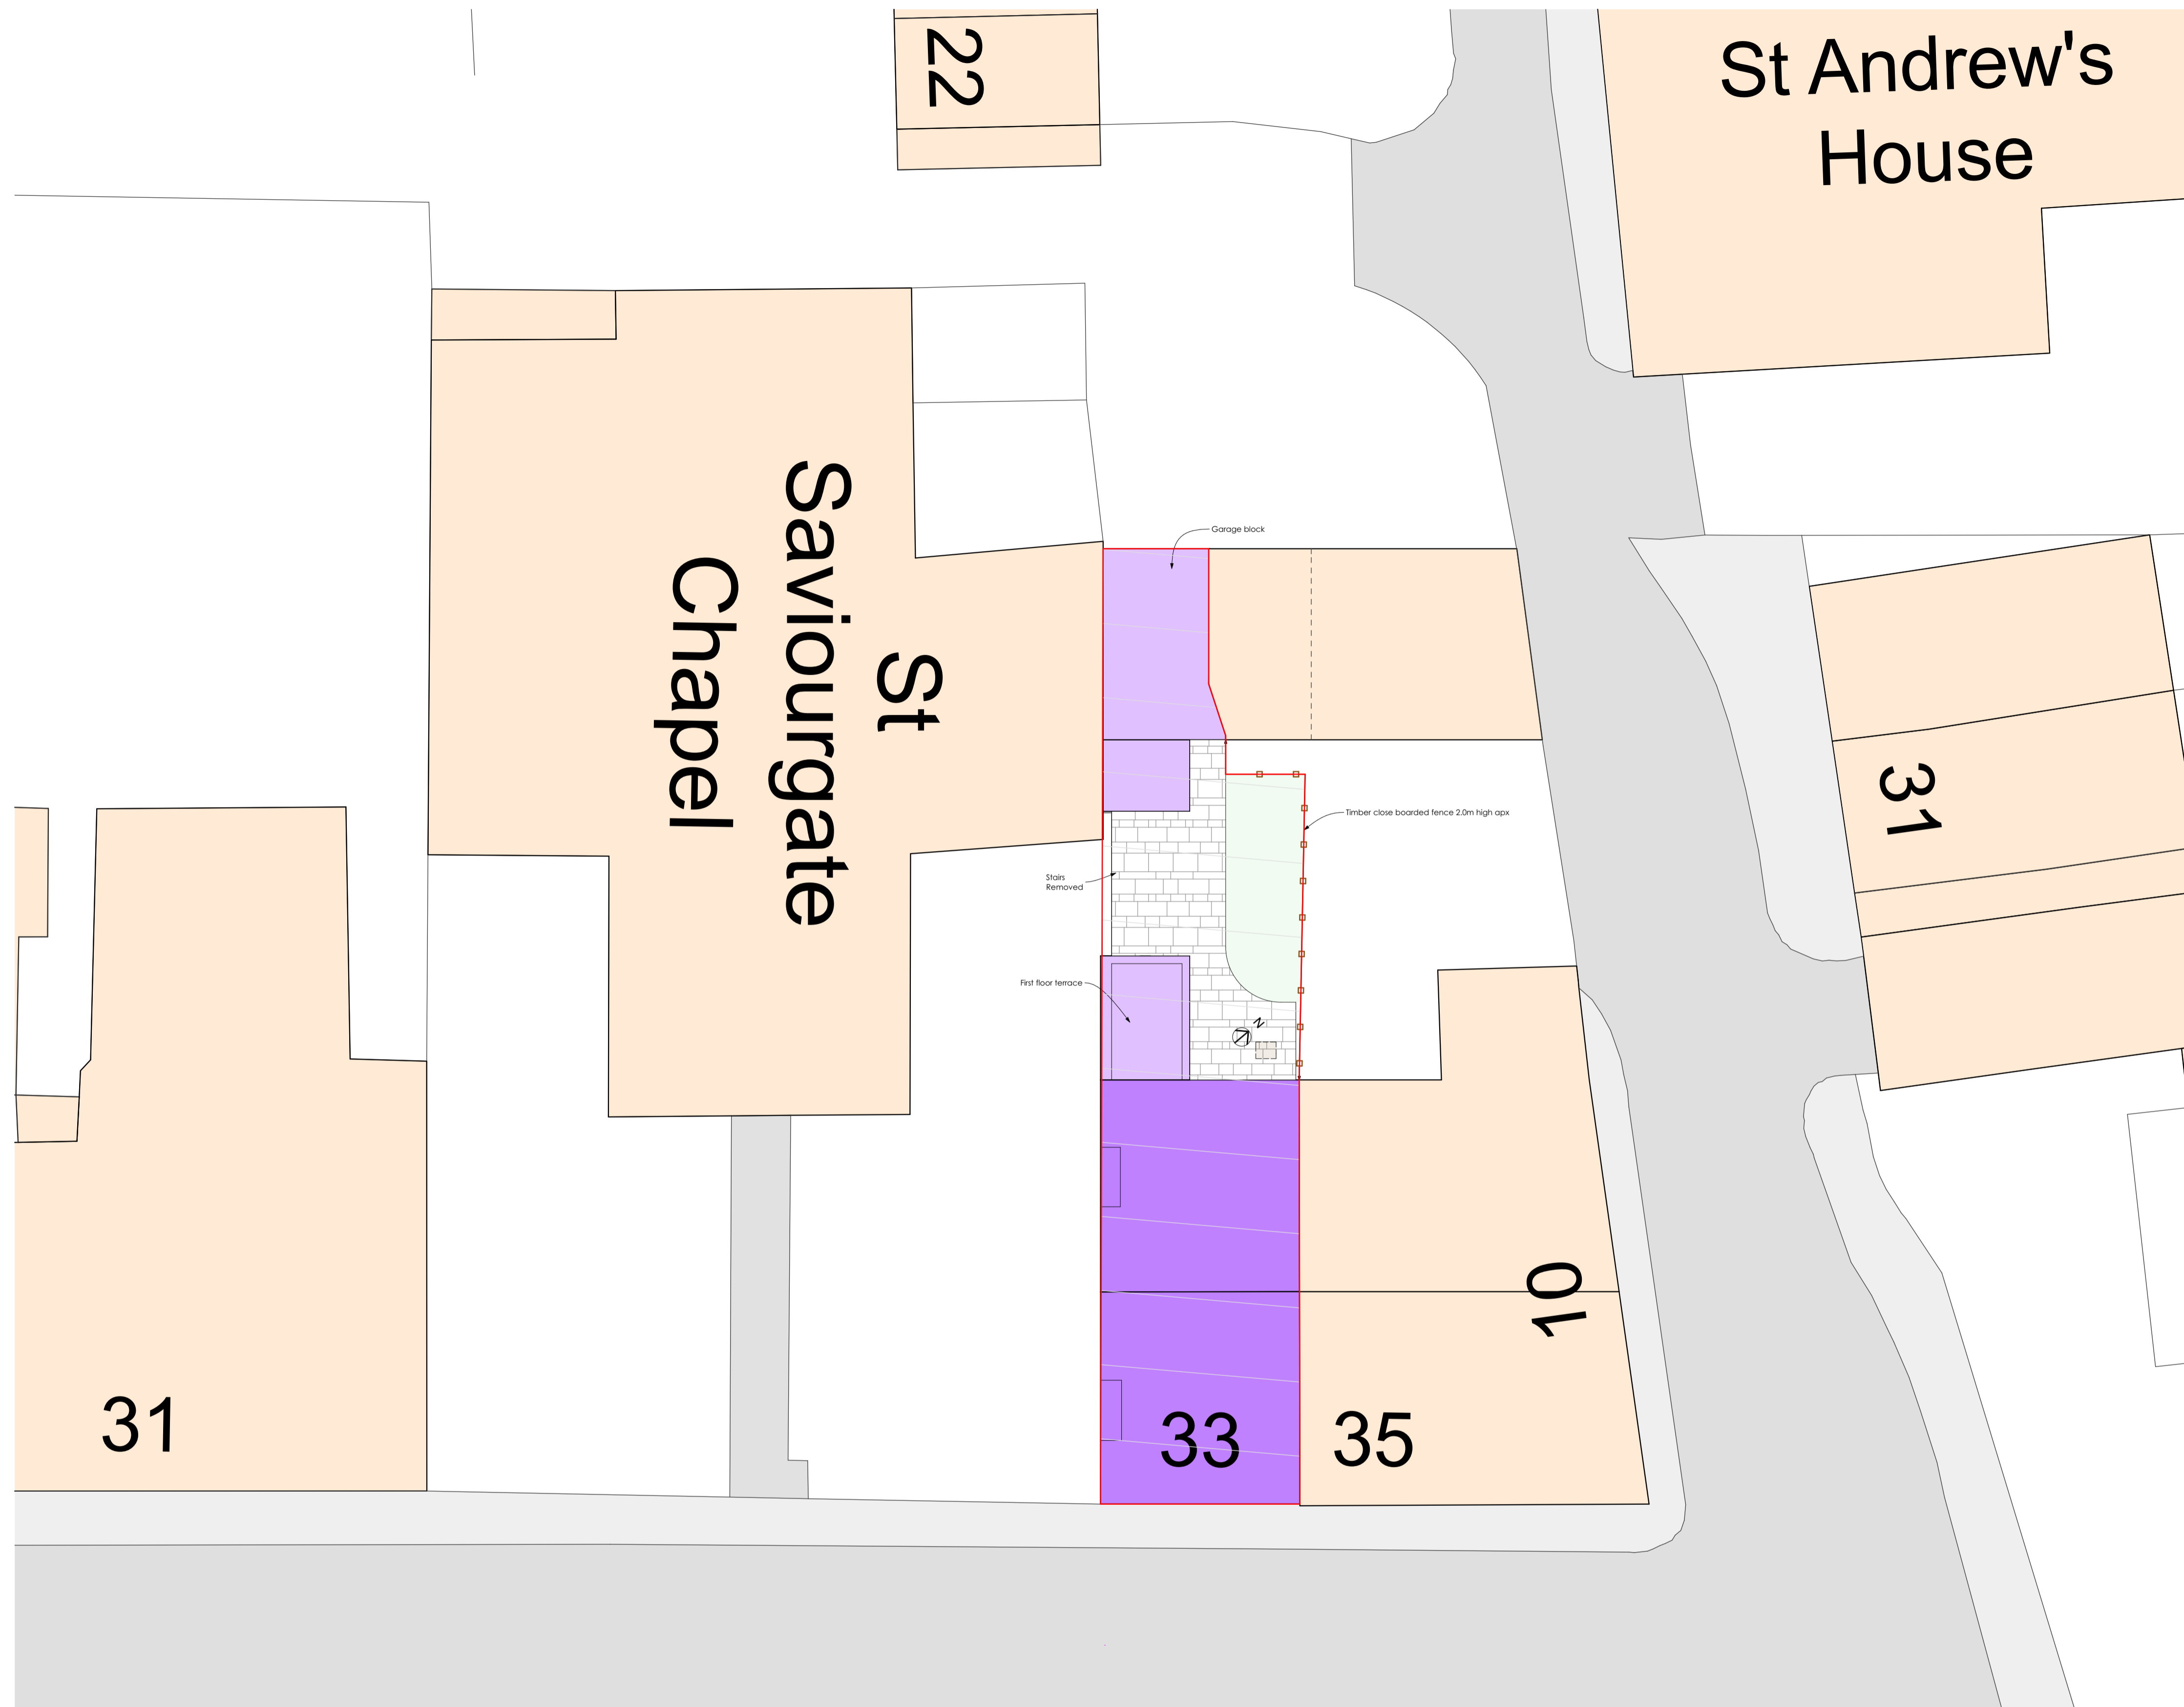 22
St Andrew's
House
Garage block
St
Saviourgate
Chapel
31
Timber close boarded fence 2.0m high apx
Stairs
Removed
First floor terrace
N
10
31
33
35